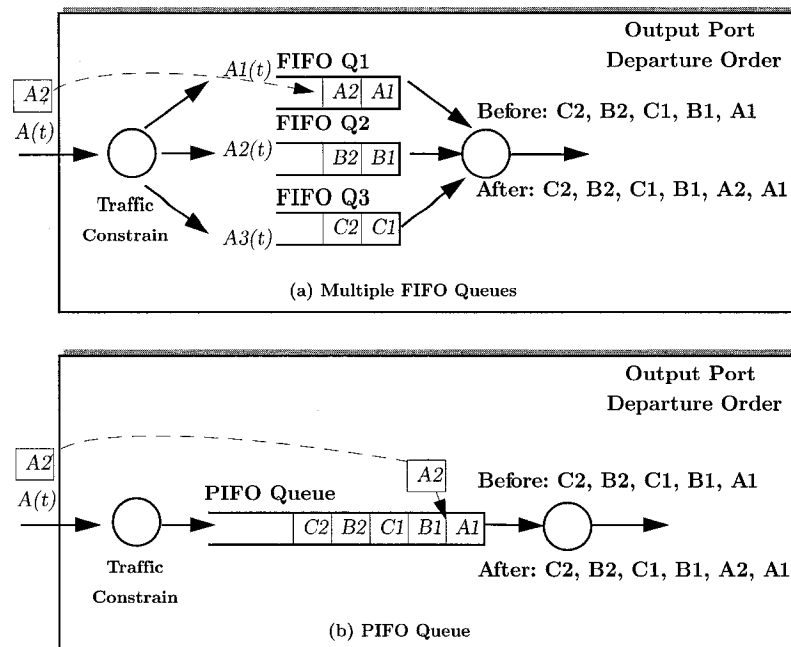 Output Port
Departure Order
A1(t)
FIFO Q1
A2
A2 A1
A(t)
Before: C2, B2, C1, B1, A1
FIFO Q2
A2(t)
B2 B1
After: C2, B2, C1, B1, A2, A1
Traffic
Constrain
FIFO Q3
A3(t)
C2 C1
(a) Multiple FIFO Queues
Output Port
Departure Order
A2
A2
A(t)
Before: C2, B2, C1, B1, A1
PIFO Queue
C2 B2 C1 B1 A1
Traffic
Constrain
After: C2, B2, C1, B1, A2, A1
(b) PIFO Queue